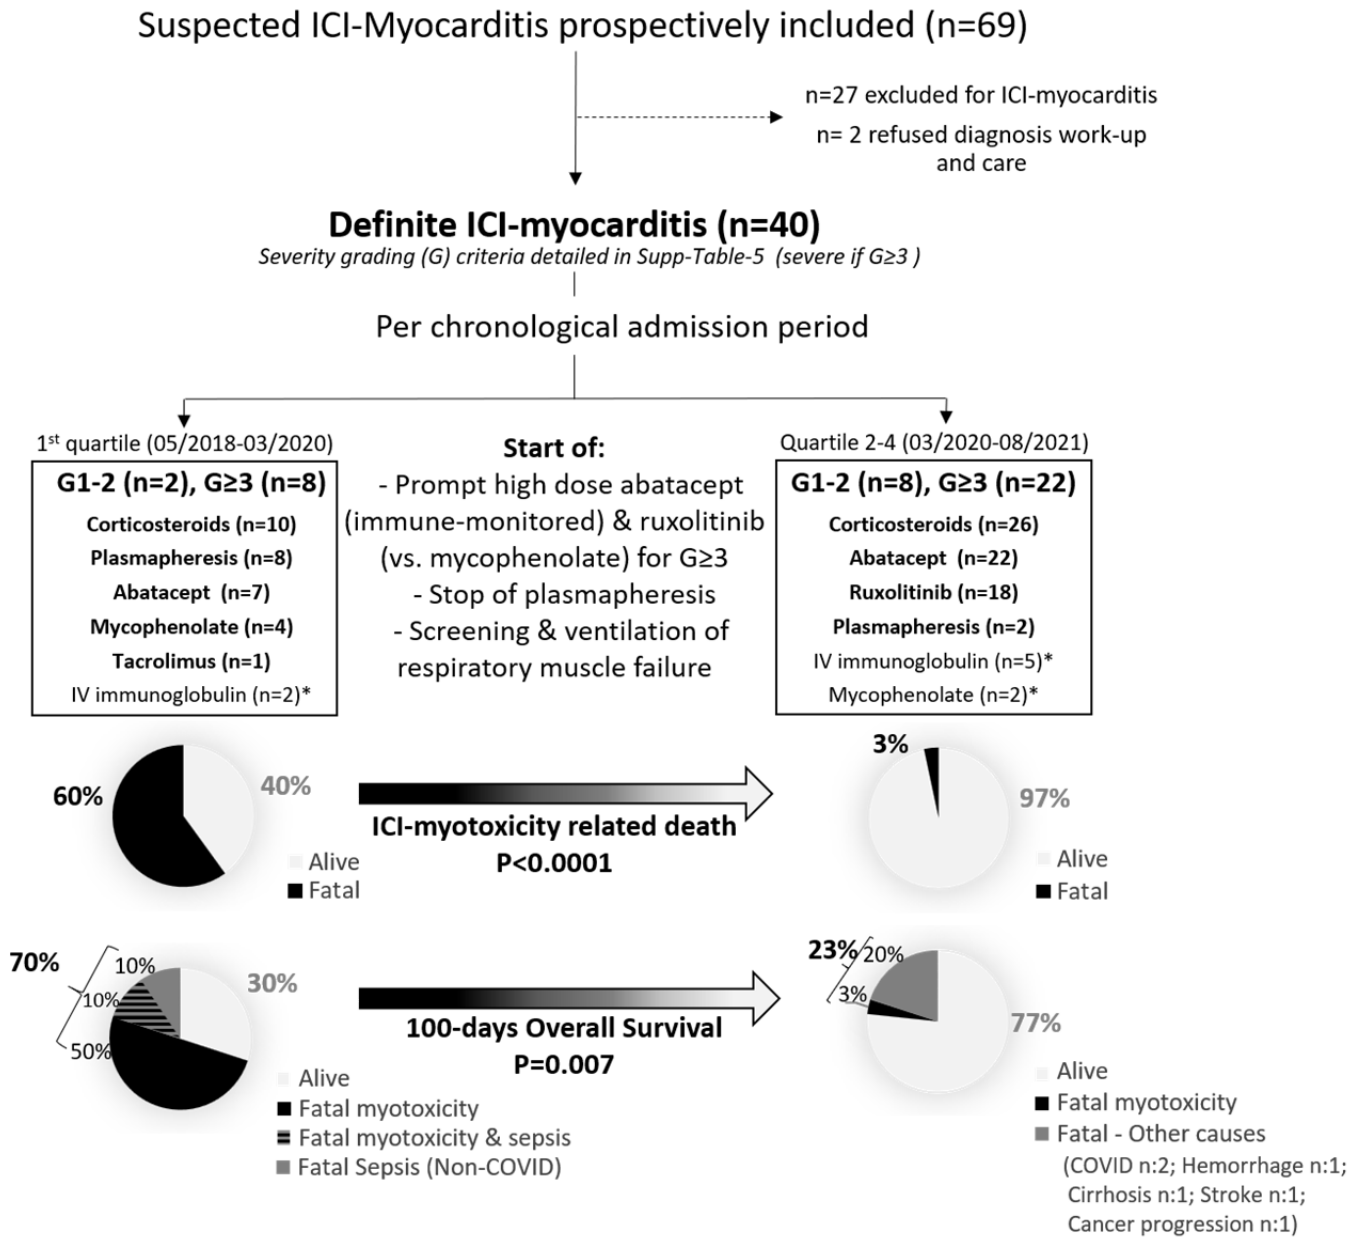 Suspected ICI-Myocarditis prospectively included (n=69)
n=27 excluded for ICI-myocarditis
n= 2 refused diagnosis work-up
and care
Definite ICI-myocarditis (n=40)
Severity grading (G) criteria detailed in Supp-Table-5 (severe if G≥3 )
Per chronological admission period
1st quartile (05/2018-03/2020)
G1-2 (n=2), G≥3 (n=8)
Corticosteroids (n=10)
Plasmapheresis (n=8)
Abatacept (n=7)
Mycophenolate (n=4)
Tacrolimus (n=1)
IV immunoglobulin (n=2)*
Start of:
- Prompt high dose abatacept
(immune-monitored) & ruxolitinib
(vs. mycophenolate) for G≥3
- Stop of plasmapheresis
- Screening & ventilation of
respiratory muscle failure
Quartile 2-4 (03/2020-08/2021)
G1-2 (n=8), G≥3 (n=22)
Corticosteroids (n=26)
Abatacept (n=22)
Ruxolitinib (n=18)
Plasmapheresis (n=2)
IV immunoglobulin (n=5)*
Mycophenolate (n=2)*
60%
40%
Alive
Fatal
ICI-myotoxicity related death
P<0.0001
3%
97%
Alive
Fatal
70%
10%
10%
50%
30%
Alive
Fatal myotoxicity
Fatal myotoxicity & sepsis
Fatal Sepsis (Non-COVID)
100-days Overall Survival
P=0.007
23%
20%
3%
77%
Alive
Fatal myotoxicity
Fatal - Other causes
(COVID n:2; Hemorrhage n:1;
Cirrhosis n:1; Stroke n:1;
Cancer progression n:1)